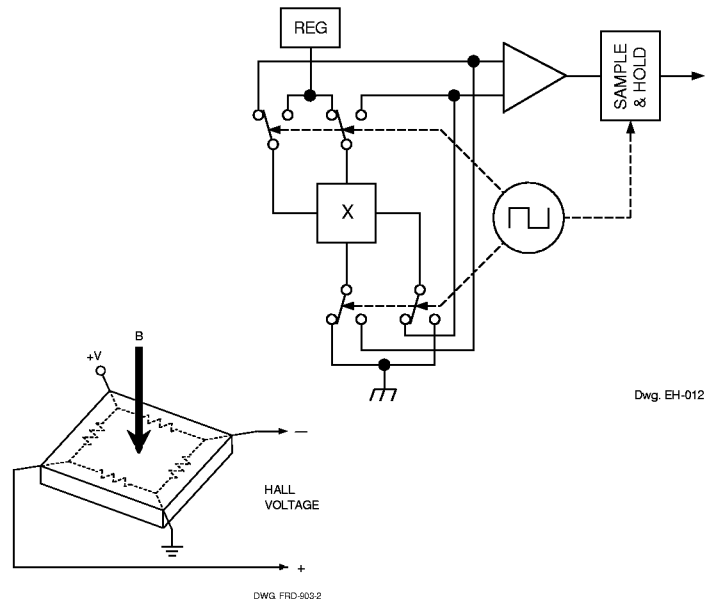 REG
SAMPLE
& HOLD
X
Dwg. EH-012
B
+V
—
HALL
VOLTAGE
+
DWG. FRD-903-2